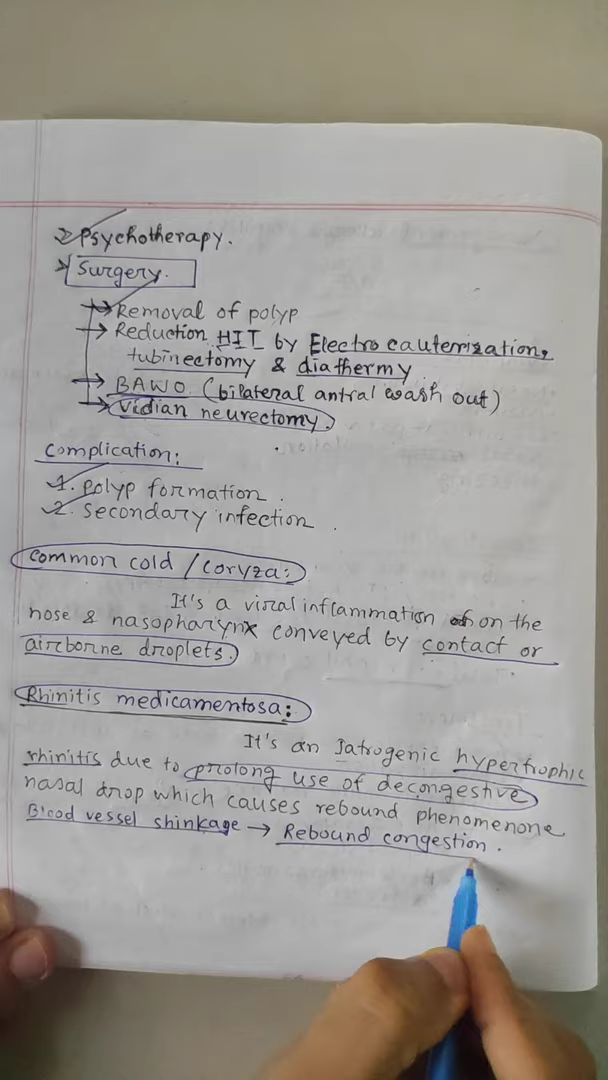 Psychotherapy.
Surgery.
→ Removal of polyp
→ Reduction HIT by Electro cauterization,
tubinectomy & diathermy
→ BAWO (bilateral antral wash out)
→ Vidian neurectomy.
Complication:
1. polyp formation.
2. secondary infection.
Common cold / Coryza:
It's a viral inflammation on the
nose & nasopharynx conveyed by contact or
airborne droplets.
Rhinitis medicamentosa:
It's an Iatrogenic hypertrophic
rhinitis due to prolong use of decongestive
nasal drop which causes rebound phenomenone
Blood vessel shinkage → Rebound congestion.